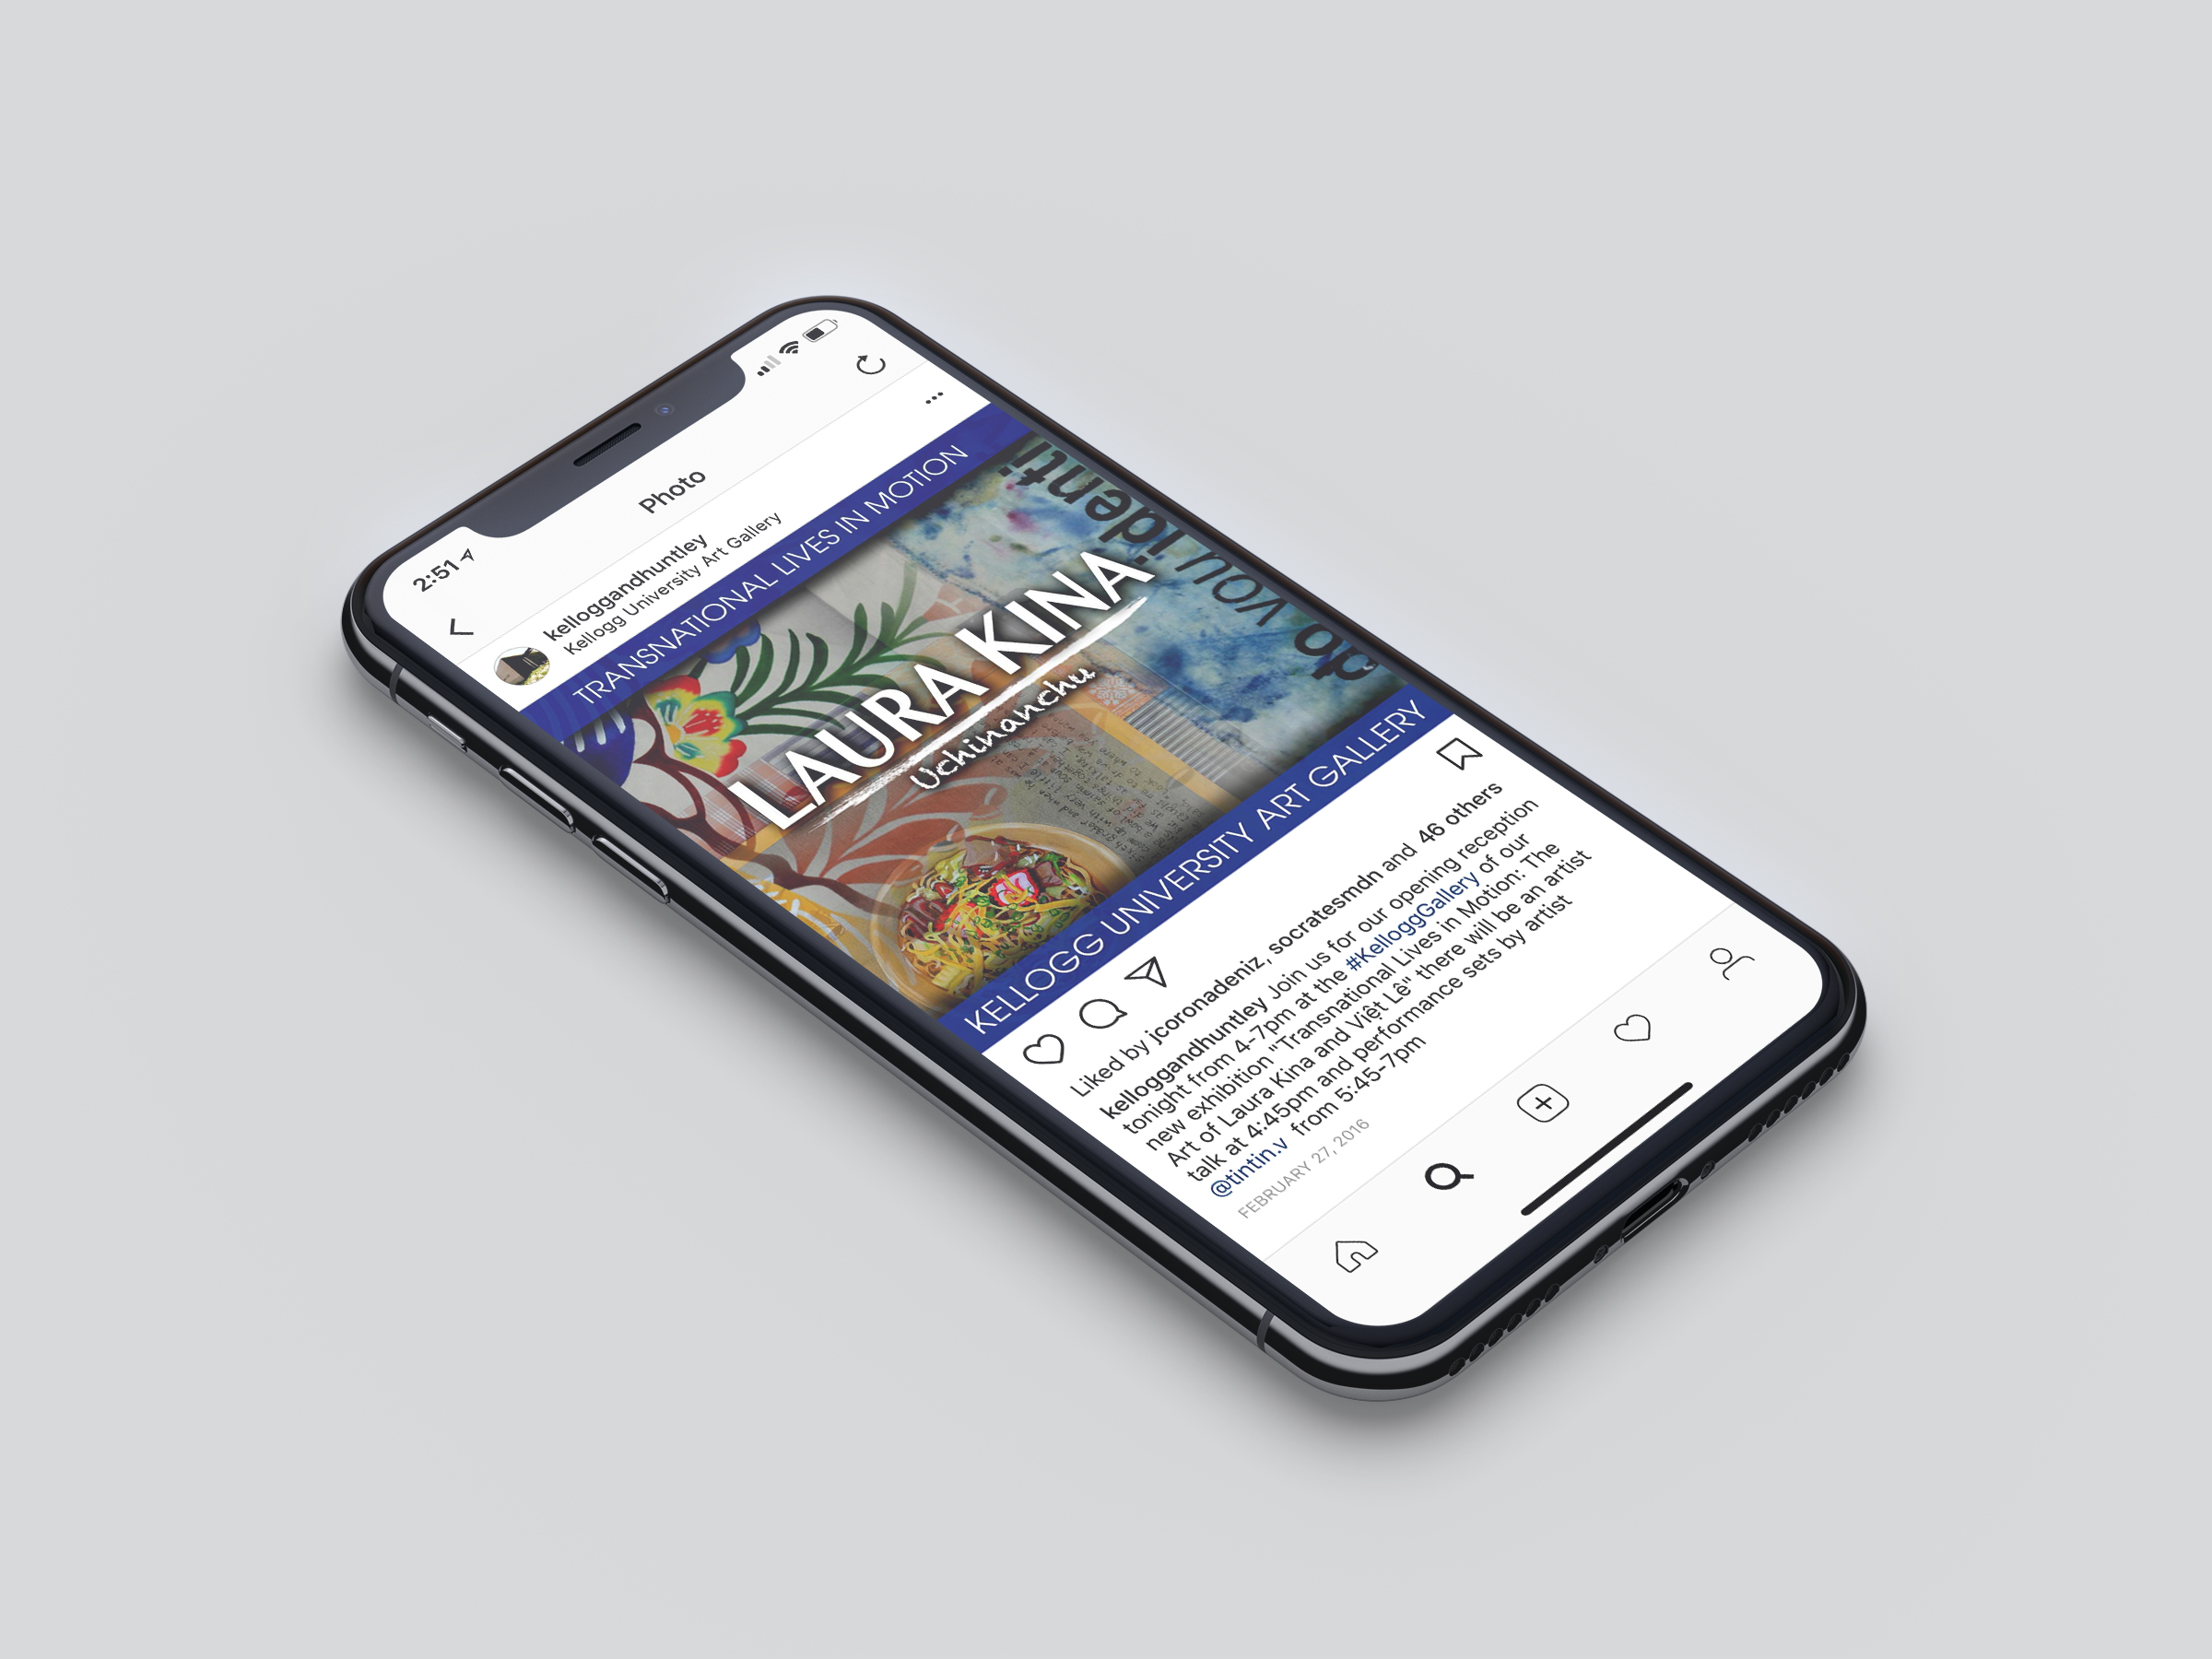 2:51
Photo
kelloggandhuntley
Kellogg University Art Gallery
TRANSNATIONAL LIVES IN MOTION
do you identi
LAURA KINA
Uchinanchu
KELLOGG UNIVERSITY ART GALLERY
Liked by jcoronadeniz, socratesmdn and 46 others
kelloggandhuntley Join us for our opening reception
tonight from 4-7pm at the #KelloggGallery of our
new exhibition "Transnational Lives in Motion: The
Art of Laura Kina and Việt Lê" there will be an artist
talk at 4:45pm and performance sets by artist
@tintin.v from 5:45-7pm
FEBRUARY 27, 2016